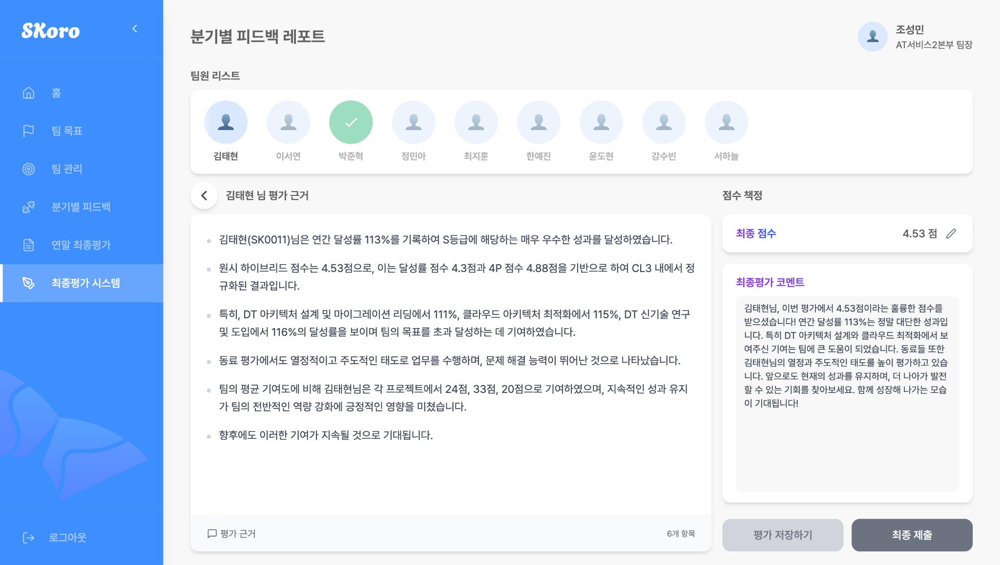 SKoro
홈
팀 목표
팀 관리
분기별 피드백
연말 최종평가
최종평가 시스템
로그아웃
분기별 피드백 레포트
조성민
AT서비스2본부 팀장
팀원 리스트
김태현
이서연
박준혁
정민아
최지훈
한예진
윤도현
강수빈
서하늘
김태현 님 평가 근거
김태현(SK0011)님은 연간 달성률 113%를 기록하여 S등급에 해당하는 매우 우수한 성과를 달성하였습니다.
원시 하이브리드 점수는 4.53점으로, 이는 달성률 점수 4.3점과 4P 점수 4.88점을 기반으로 하여 CL3 내에서 정
규화된 결과입니다.
특히, DT 아키텍처 설계 및 마이그레이션 리딩에서 111%, 클라우드 아키텍처 최적화에서 115%, DT 신기술 연구
및 도입에서 116%의 달성률을 보이며 팀의 목표를 초과 달성하는 데 기여하였습니다.
동료 평가에서도 열정적이고 주도적인 태도로 업무를 수행하며, 문제 해결 능력이 뛰어난 것으로 나타났습니다.
팀의 평균 기여도에 비해 김태현님은 각 프로젝트에서 24점, 33점, 20점으로 기여하였으며, 지속적인 성과 유지
가 팀의 전반적인 역량 강화에 긍정적인 영향을 미쳤습니다.
향후에도 이러한 기여가 지속될 것으로 기대됩니다.
평가 근거
6개 항목
점수 책정
최종 점수
4.53 점
최종평가 코멘트
김태현님, 이번 평가에서 4.53점이라는 훌륭한 점수를
받으셨습니다! 연간 달성률 113%는 정말 대단한 성과입
니다. 특히 DT 아키텍처 설계와 클라우드 최적화에서 보
여주신 기여는 팀에 큰 도움이 되었습니다. 동료들 또한
김태현님의 열정과 주도적인 태도를 높이 평가하고 있습
니다. 앞으로도 현재의 성과를 유지하며, 더 나아가 발전
할 수 있는 기회를 찾아보세요. 함께 성장해 나가는 모습
이 기대됩니다!
평가 저장하기
최종 제출